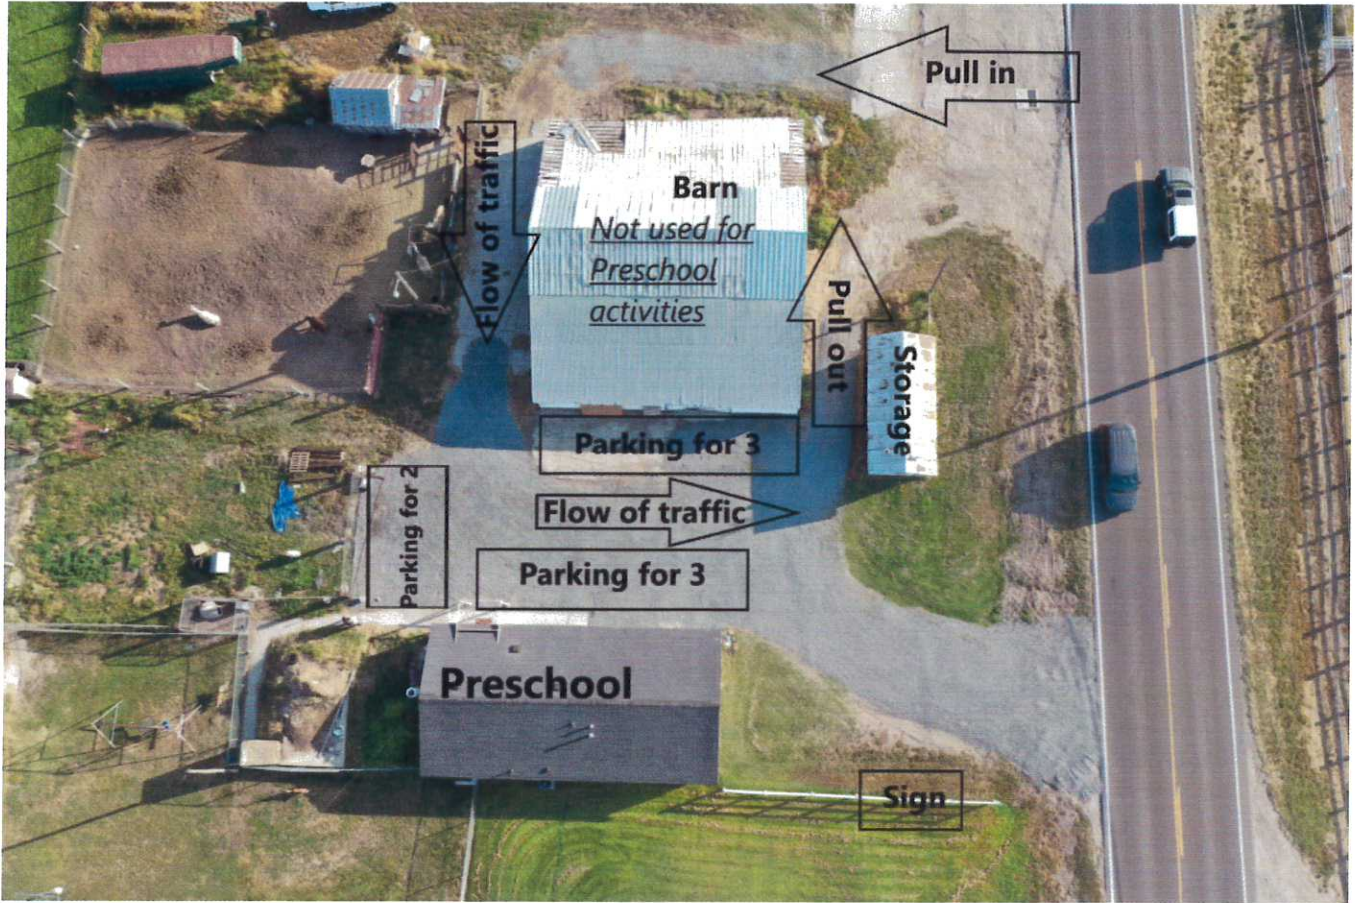 Pull in
Flow of traffic
Barn
Not used for
Preschool
activities
Pull out
Storage
Parking for 3
Parking for 2
Flow of traffic
Parking for 3
Preschool
Sign